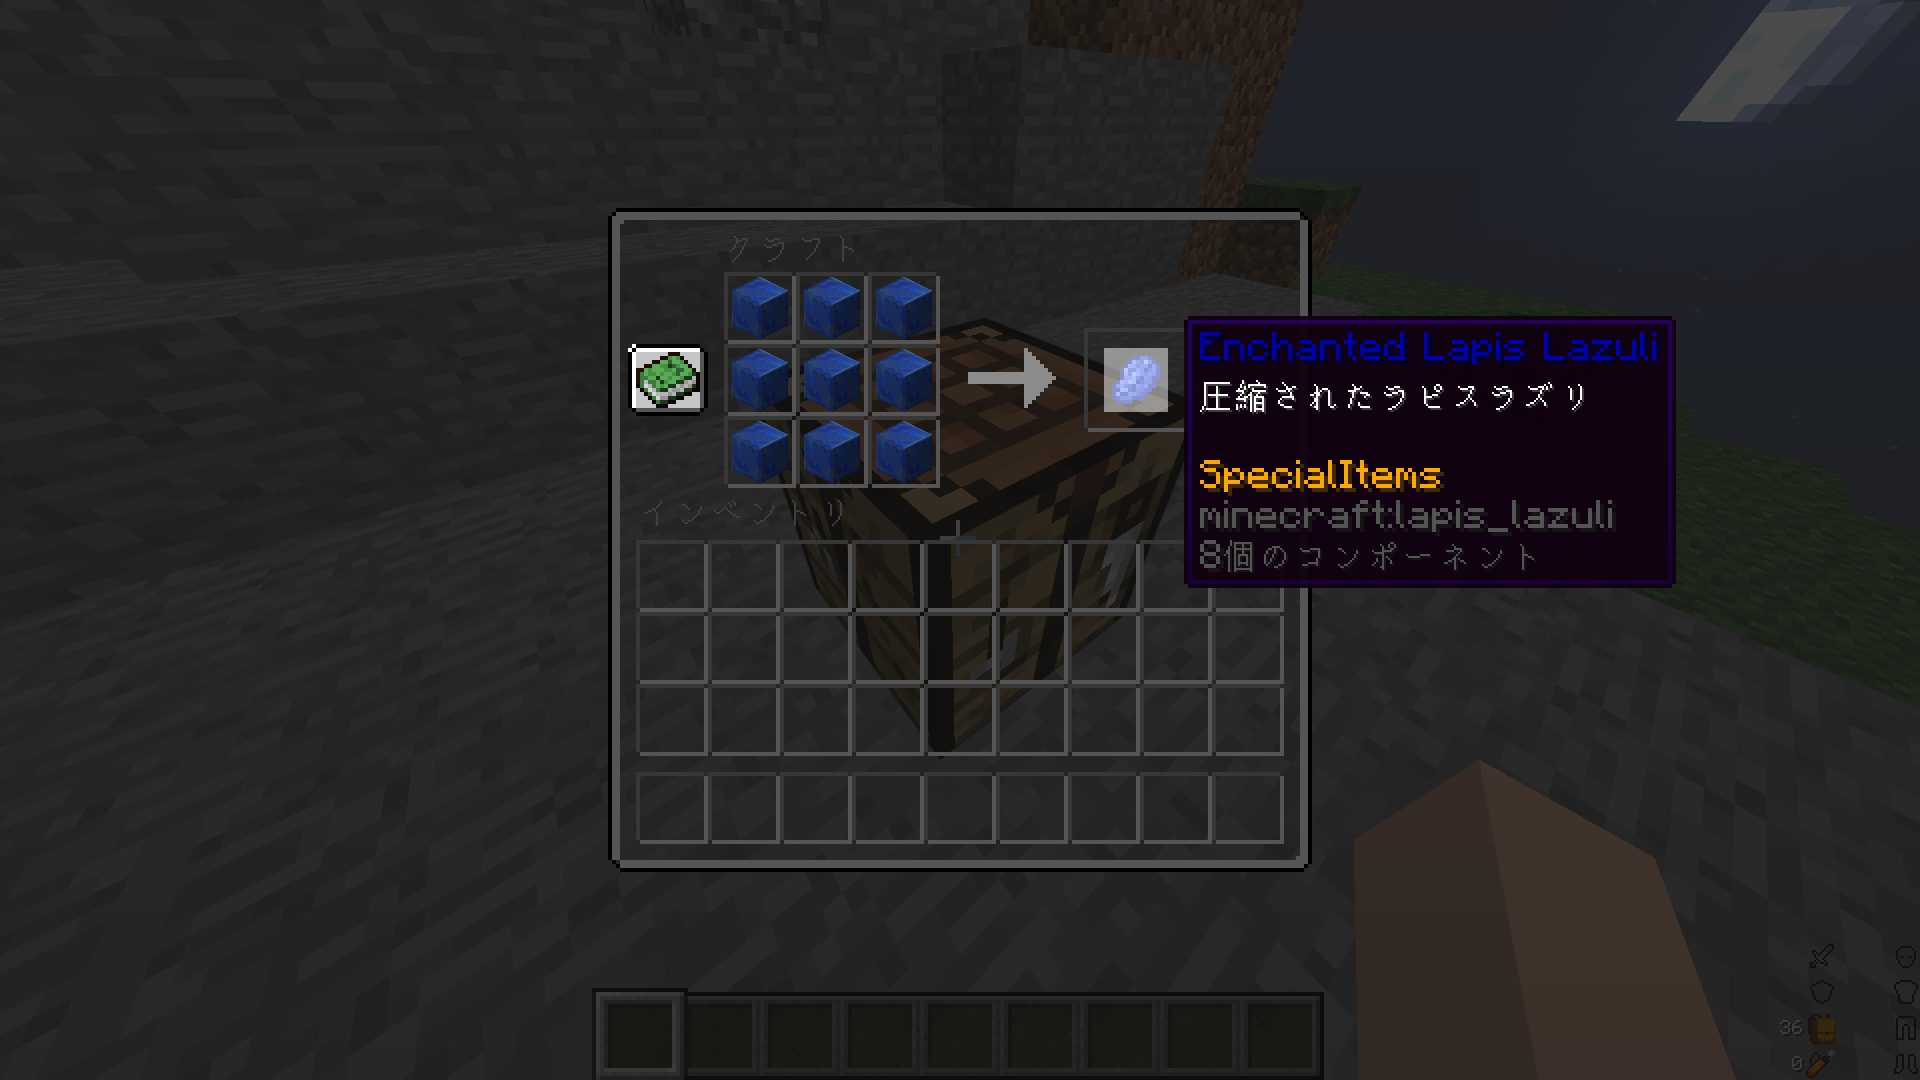 クラフト
Enchanted Lapis Lazuli
圧縮されたラピスラズリ
SpecialItems
minecraft:lapis_lazuli
8個のコンポーネント
インベントリ
36
0